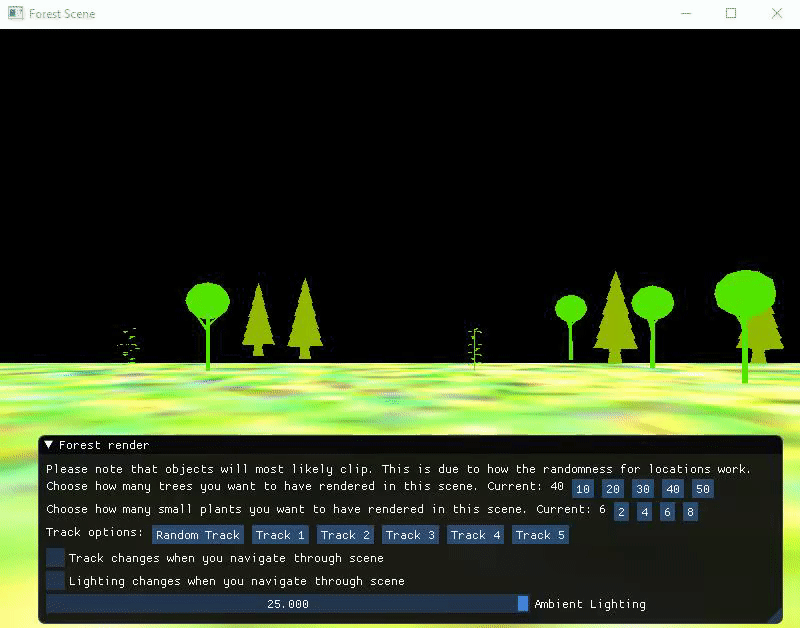 Forest Scene
Forest render
Please note that objects will most likely clip. This is due to how the randomness for locations work.
Choose how many trees you want to have rendered in this scene. Current: 40 10 20 30 40 50
Choose how many small plants you want to have rendered in this scene. Current: 6 2 4 6 8
Track options: Random Track Track 1 Track 2 Track 3 Track 4 Track 5
Track changes when you navigate through scene
Lighting changes when you navigate through scene
25.000 Ambient Lighting